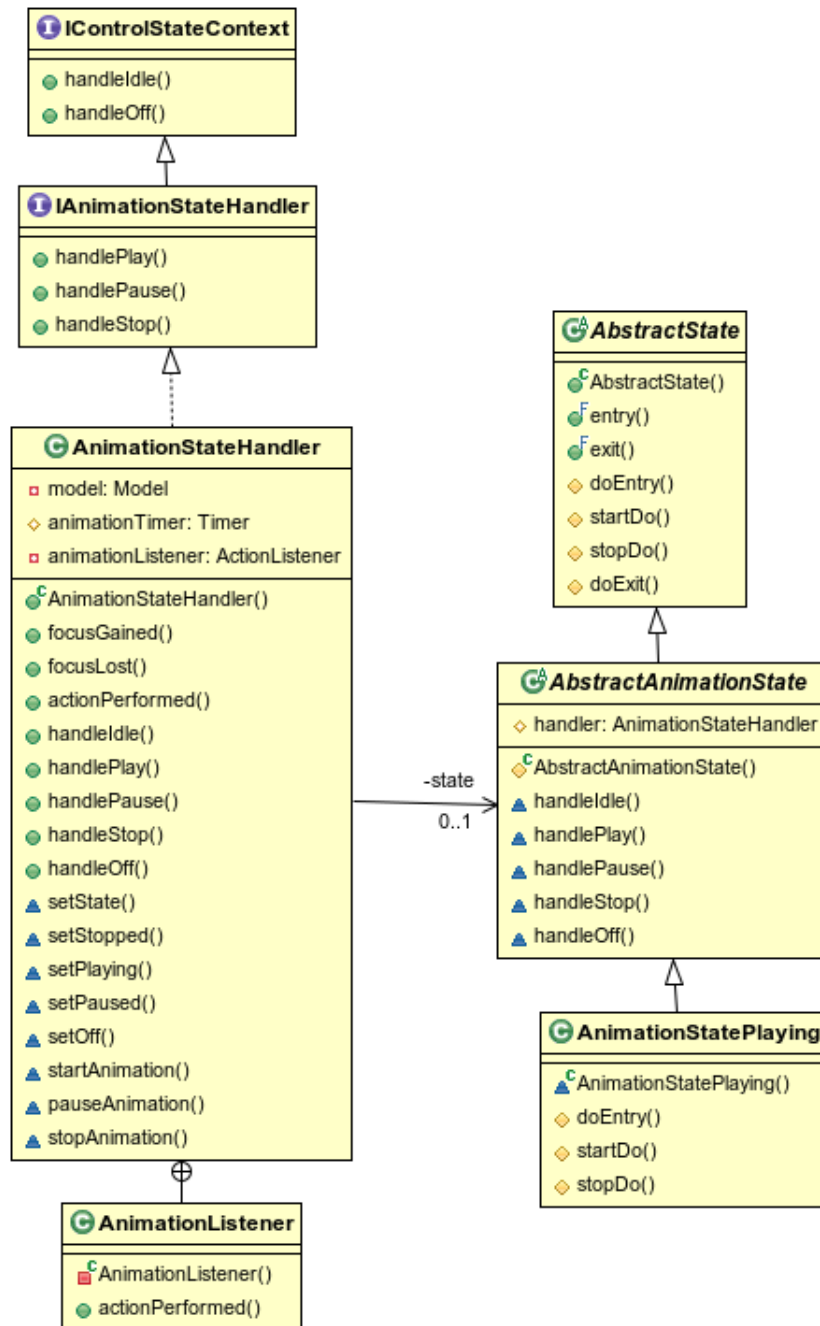 I IControlStateContext
handleIdle()
handleOff()
I IAnimationStateHandler
handlePlay()
handlePause()
handleStop()
C AnimationStateHandler
model: Model
animationTimer: Timer
animationListener: ActionListener
C AnimationStateHandler()
focusGained()
focusLost()
actionPerformed()
handleIdle()
handlePlay()
handlePause()
handleStop()
handleOff()
setState()
setStopped()
setPlaying()
setPaused()
setOff()
startAnimation()
pauseAnimation()
stopAnimation()
C AnimationListener
C AnimationListener()
actionPerformed()
-state
0..1
C A AbstractState
C AbstractState()
F entry()
F exit()
doEntry()
startDo()
stopDo()
doExit()
C A AbstractAnimationState
handler: AnimationStateHandler
C AbstractAnimationState()
handleIdle()
handlePlay()
handlePause()
handleStop()
handleOff()
C AnimationStatePlaying
C AnimationStatePlaying()
doEntry()
startDo()
stopDo()